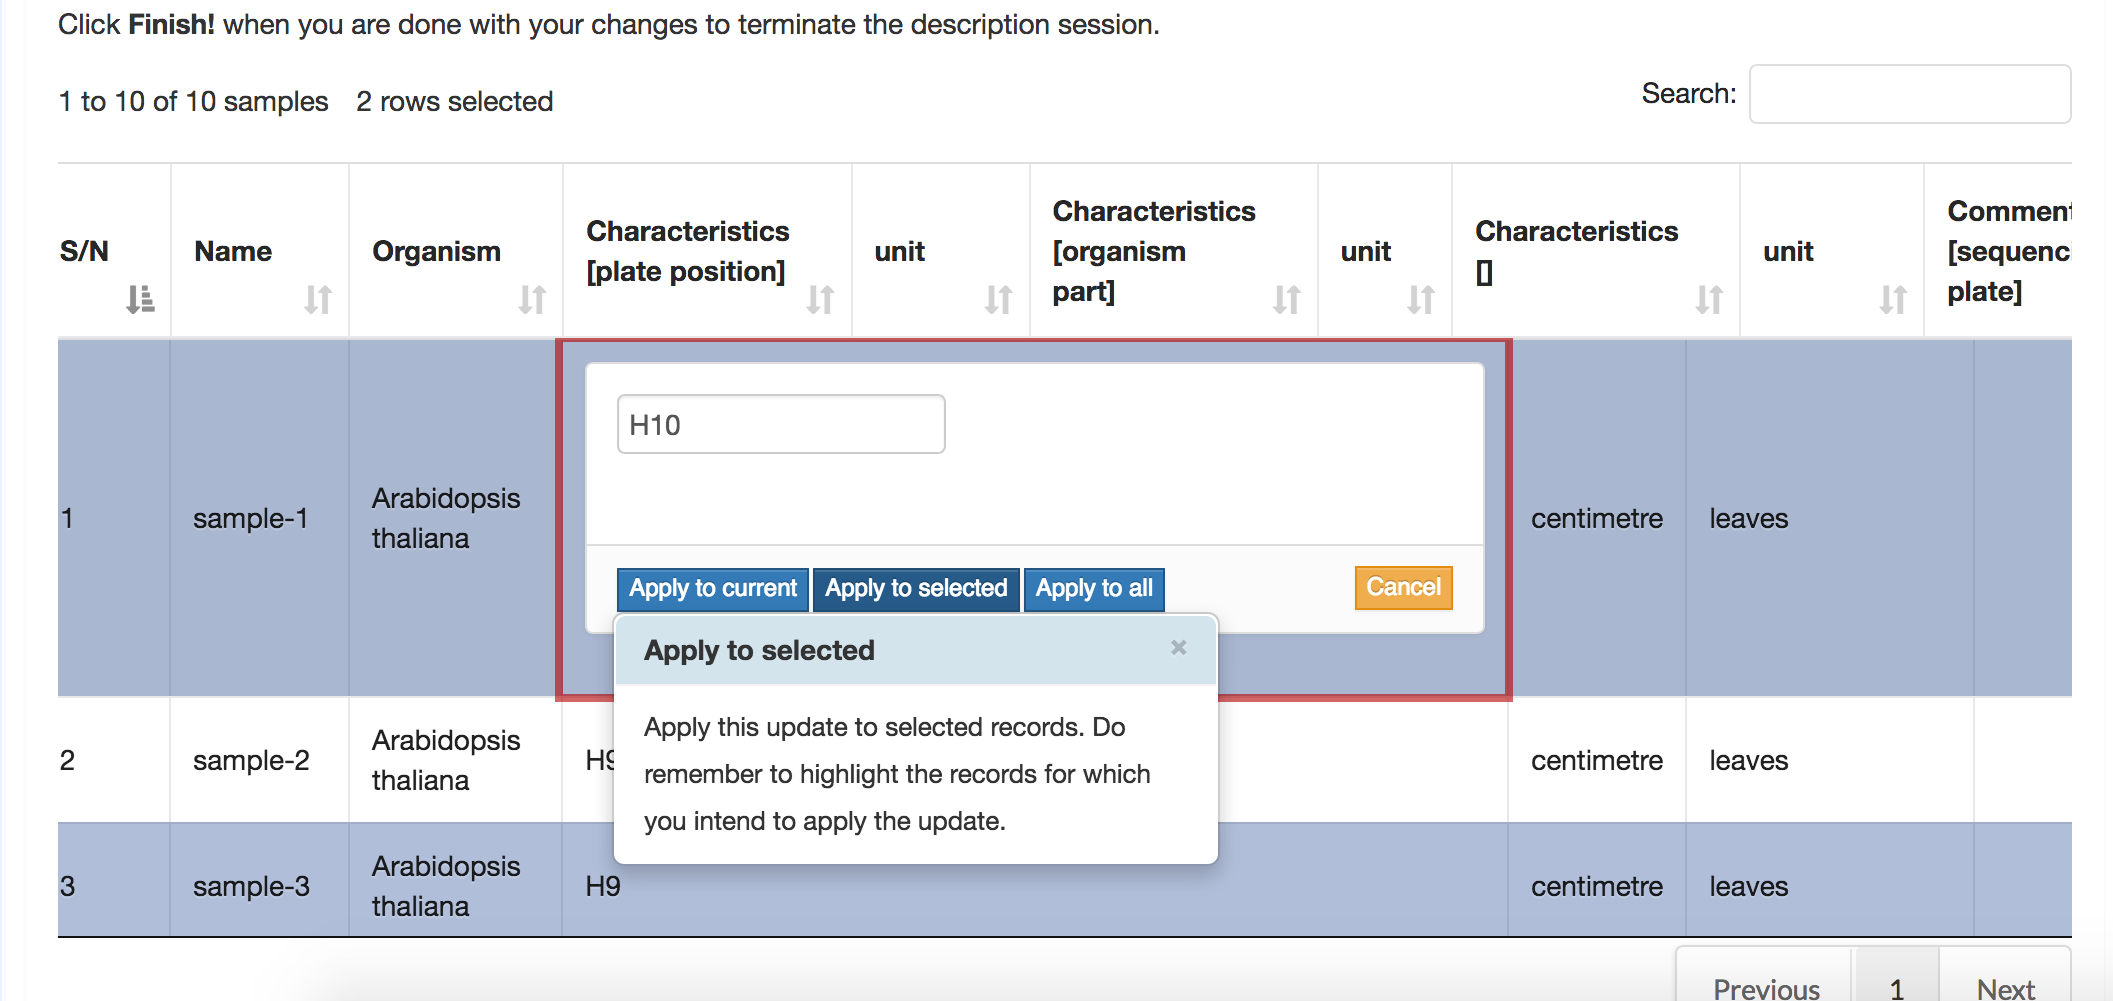 Click Finish! when you are done with your changes to terminate the description session.
1 to 10 of 10 samples 2 rows selected
Search:
S/N Name Organism Characteristics [plate position] unit Characteristics [organism part] unit Characteristics [] unit Comment [sequenc plate]
H10
1 sample-1 Arabidopsis thaliana centimetre leaves
Apply to current Apply to selected Apply to all Cancel
Apply to selected ×
Apply this update to selected records. Do
remember to highlight the records for which
you intend to apply the update.
2 sample-2 Arabidopsis thaliana H9 centimetre leaves
3 sample-3 Arabidopsis thaliana H9 centimetre leaves
Previous 1 Next